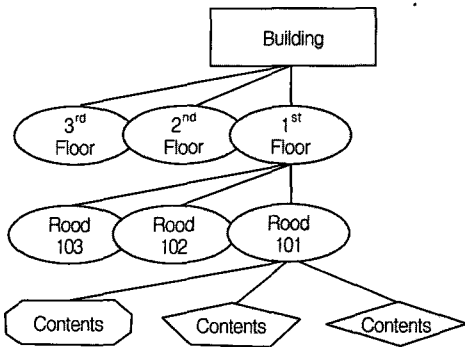 Building
3rd Floor
2nd Floor
1st Floor
Rood 103
Rood 102
Rood 101
Contents
Contents
Contents